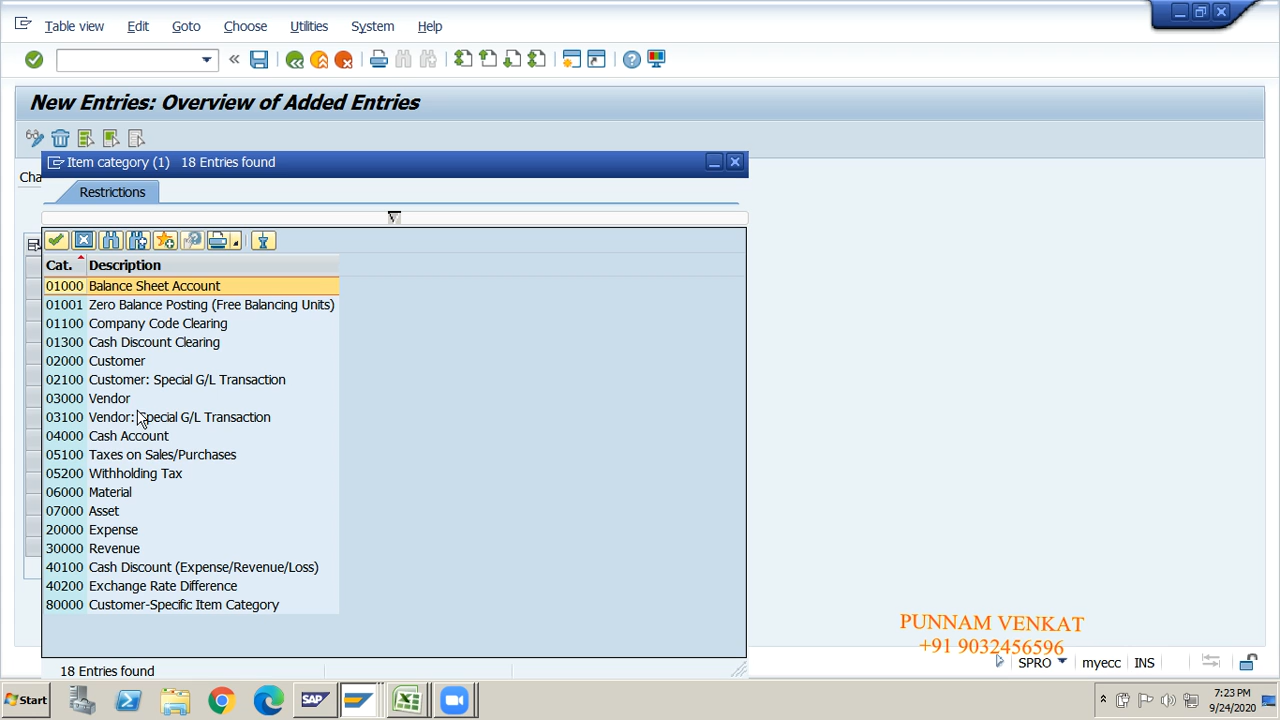 Table view Edit Goto Choose Utilities System Help
New Entries: Overview of Added Entries
Item category (1) 18 Entries found
Cha
Restrictions
Cat. Description
01000 Balance Sheet Account
01001 Zero Balance Posting (Free Balancing Units)
01100 Company Code Clearing
01300 Cash Discount Clearing
02000 Customer
02100 Customer: Special G/L Transaction
03000 Vendor
03100 Vendor: Special G/L Transaction
04000 Cash Account
05100 Taxes on Sales/Purchases
05200 Withholding Tax
06000 Material
07000 Asset
20000 Expense
30000 Revenue
40100 Cash Discount (Expense/Revenue/Loss)
40200 Exchange Rate Difference
80000 Customer-Specific Item Category
PUNNAM VENKAT
+91 9032456596
18 Entries found
SPRO myecc INS
Start
SAP
7:23 PM
9/24/2020